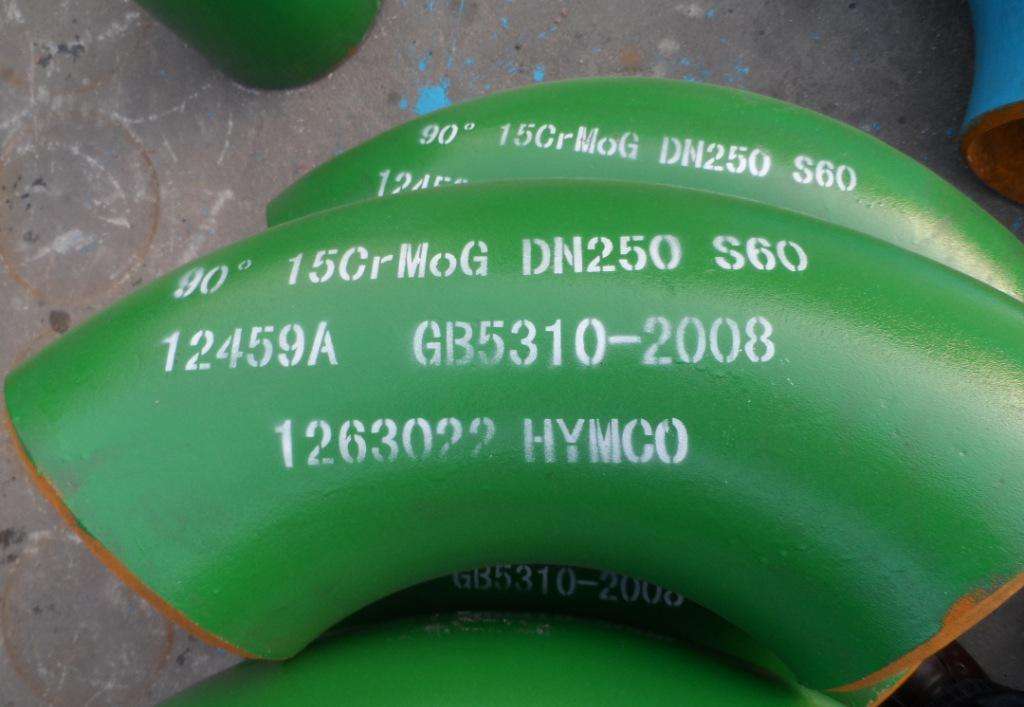 90° 15CrMoG DN250 S60
90° 15CrMoG DN250 S60
12459A GB5310-2008
1263022 HYMCO
GB5310-2008